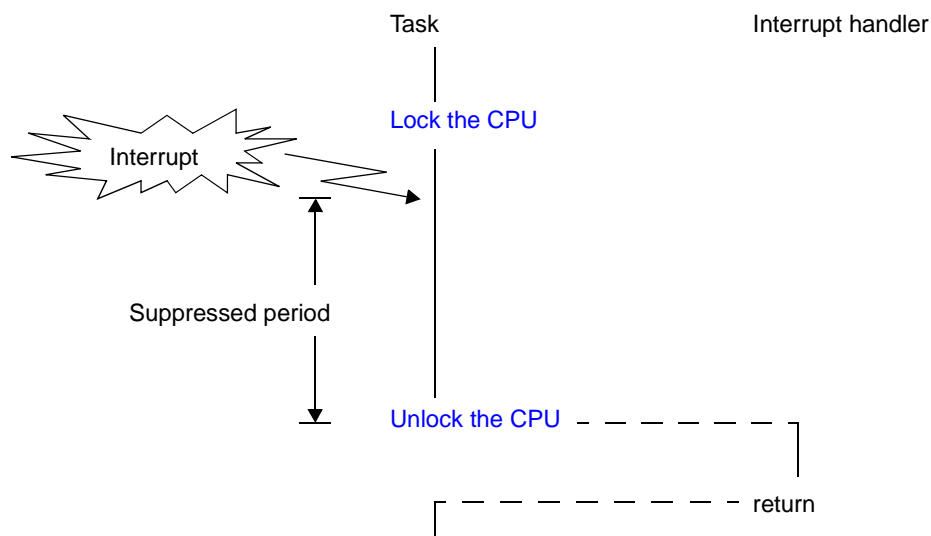 Task
Interrupt handler
Lock the CPU
Interrupt
Suppressed period
Unlock the CPU
return